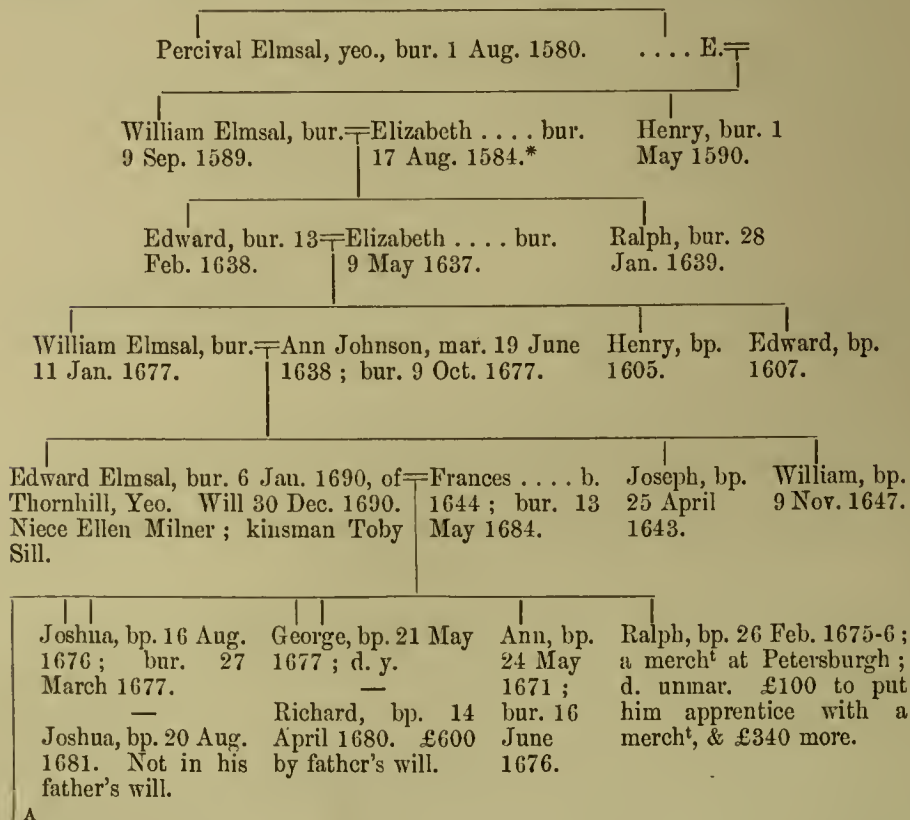 Percival Elmsal, yeo., bur. 1 Aug. 1580.
. . . . E.
William Elmsal, bur.
9 Sep. 1589.
Elizabeth . . . . bur.
17 Aug. 1584.*
Henry, bur. 1
May 1590.
Edward, bur. 13
Feb. 1638.
Elizabeth . . . . bur.
9 May 1637.
Ralph, bur. 28
Jan. 1639.
William Elmsal, bur.
11 Jan. 1677.
Ann Johnson, mar. 19 June
1638 ; bur. 9 Oct. 1677.
Henry, bp.
1605.
Edward, bp.
1607.
Edward Elmsal, bur. 6 Jan. 1690, of
Thornhill, Yeo. Will 30 Dec. 1690.
Niece Ellen Milner ; kinsman Toby
Sill.
Frances . . . . b.
1644 ; bur. 13
May 1684.
Joseph, bp.
25 April
1643.
William, bp.
9 Nov. 1647.
Joshua, bp. 16 Aug.
1676 ; bur. 27
March 1677.
—
Joshua, bp. 20 Aug.
1681. Not in his
father's will.
George, bp. 21 May
1677 ; d. y.
—
Richard, bp. 14
April 1680. £600
by father's will.
Ann, bp.
24 May
1671 ;
bur. 16
June
1676.
Ralph, bp. 26 Feb. 1675-6 ;
a mercht at Petersburgh ;
d. unmar. £100 to put
him apprentice with a
mercht, & £340 more.
A